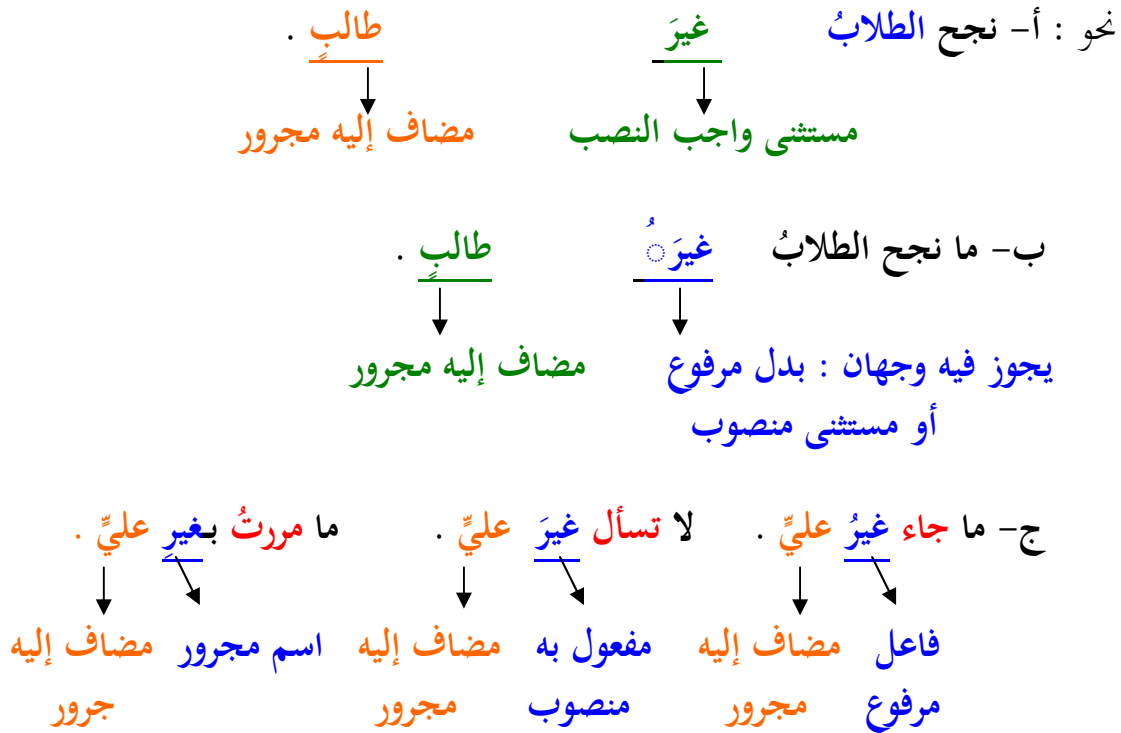 نحو : أ– نجح الطلابُ غيرَ طالبٍ .
مستثنى واجب النصب مضاف إليه مجرور
ب– ما نجح الطلابُ غيرَُ طالبٍ .
يجوز فيه وجهان : بدل مرفوع مضاف إليه مجرور
أو مستثنى منصوب
ج– ما جاء غيرُ عليٍّ . لا تسأل غيرَ عليٍّ . ما مررتُ بـغيرِ عليٍّ .
فاعل مضاف إليه مفعول به مضاف إليه اسم مجرور مضاف إليه
مرفوع مجرور منصوب مجرور جرور